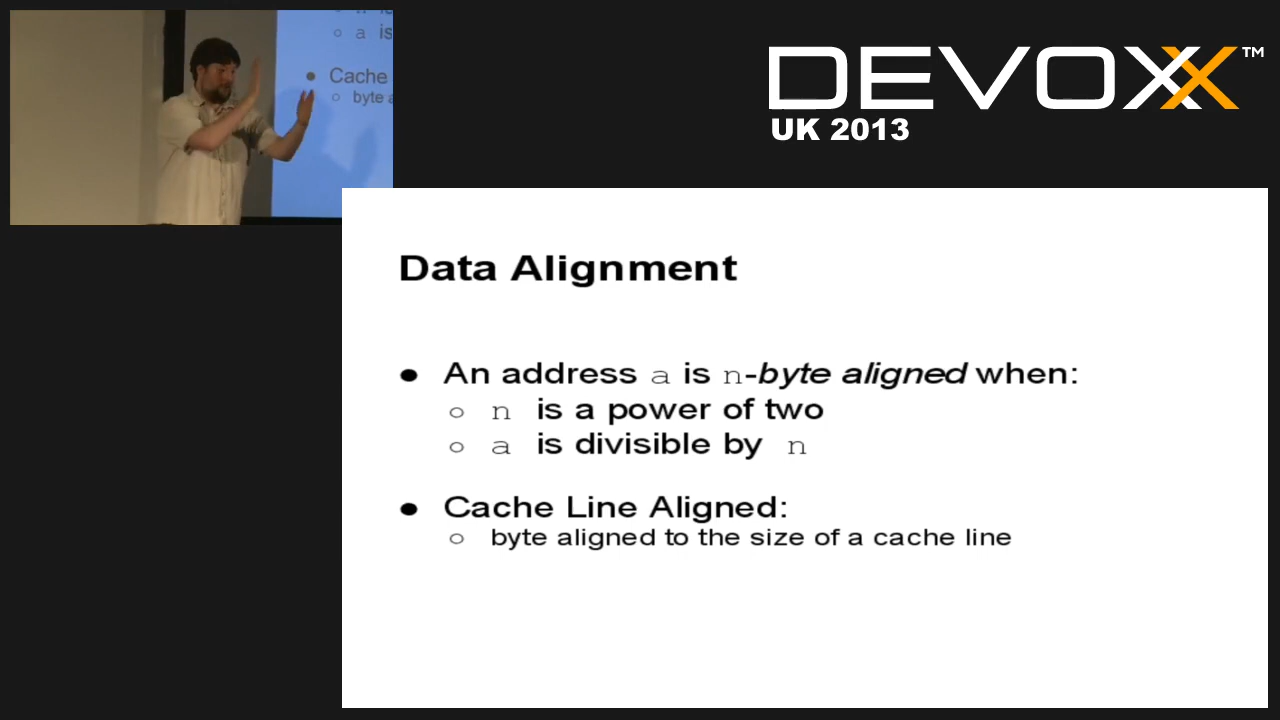 a is
Cache
byte a
DEVOXX™
UK 2013
Data Alignment
● An address a is n-byte aligned when:
○ n is a power of two
○ a is divisible by n
● Cache Line Aligned:
○ byte aligned to the size of a cache line